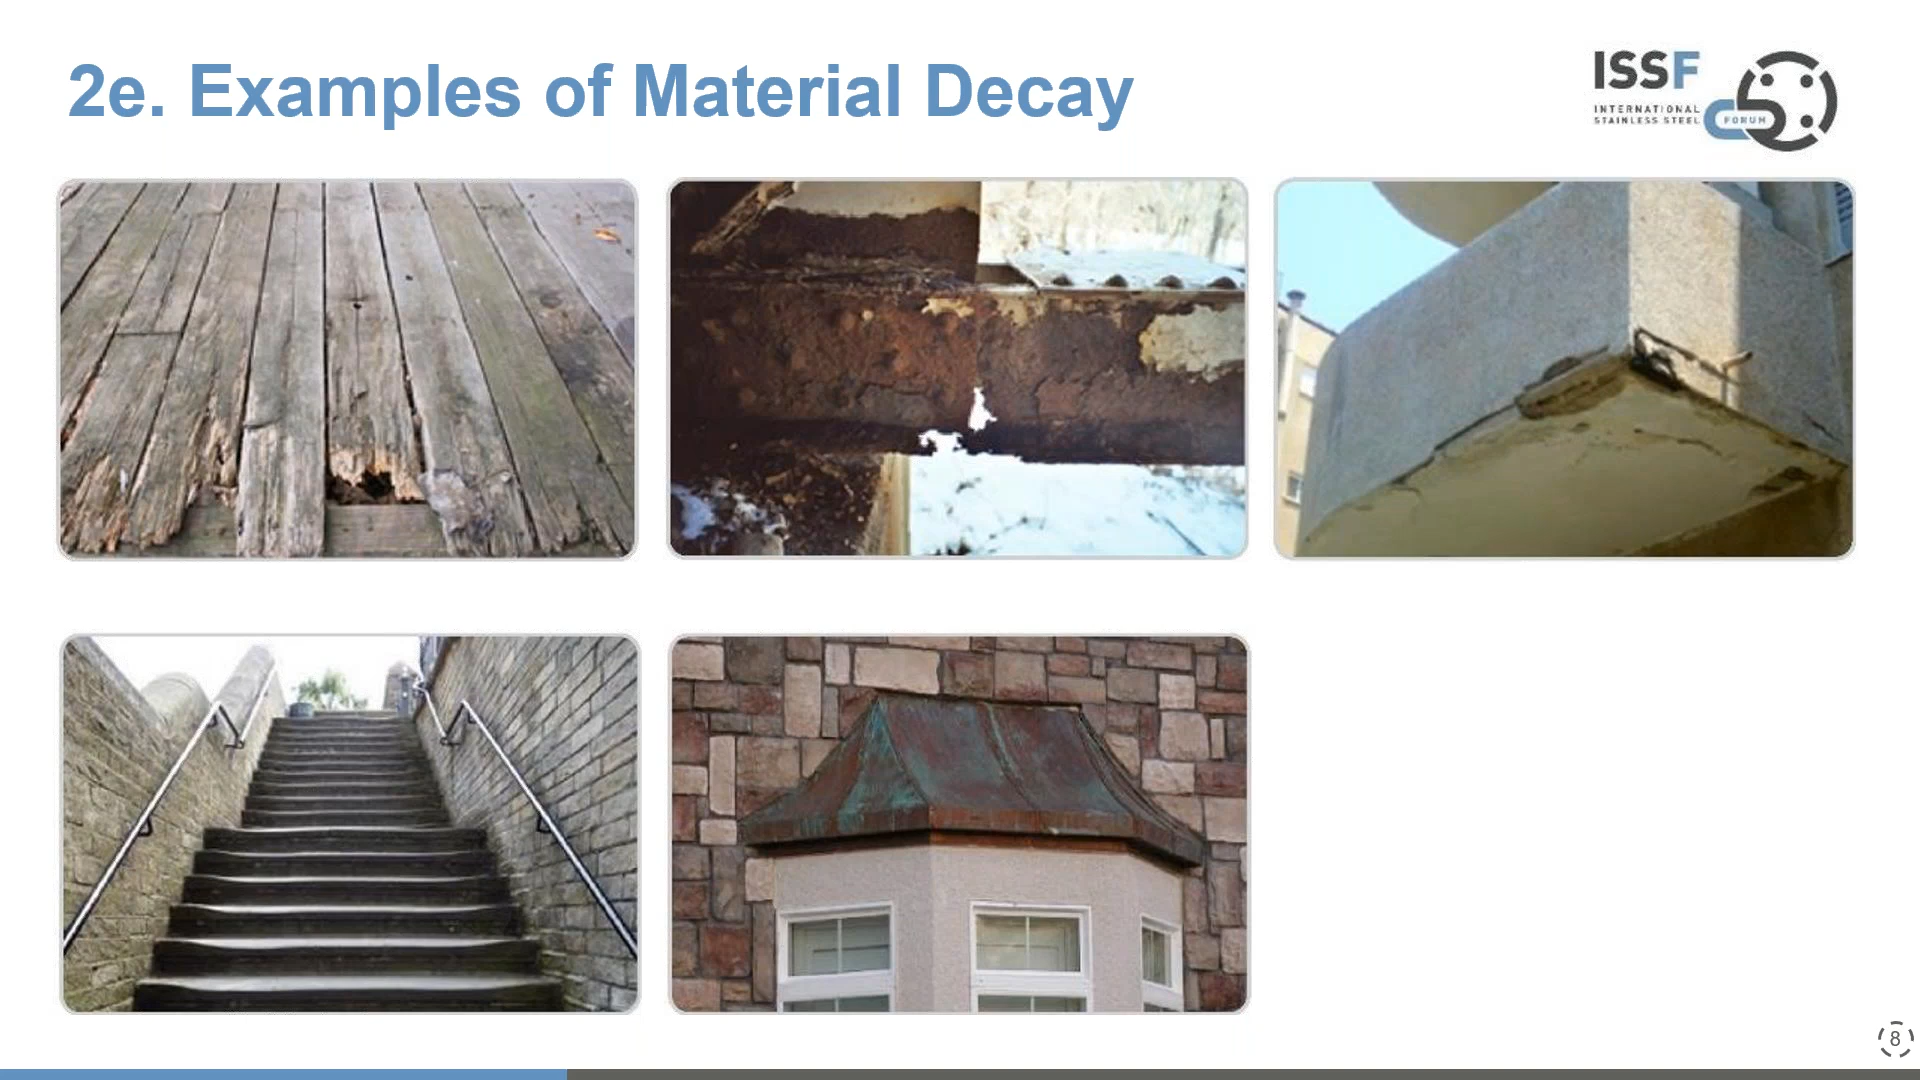 2e. Examples of Material Decay
ISSF
INTERNATIONAL
STAINLESS STEEL
FORUM
8